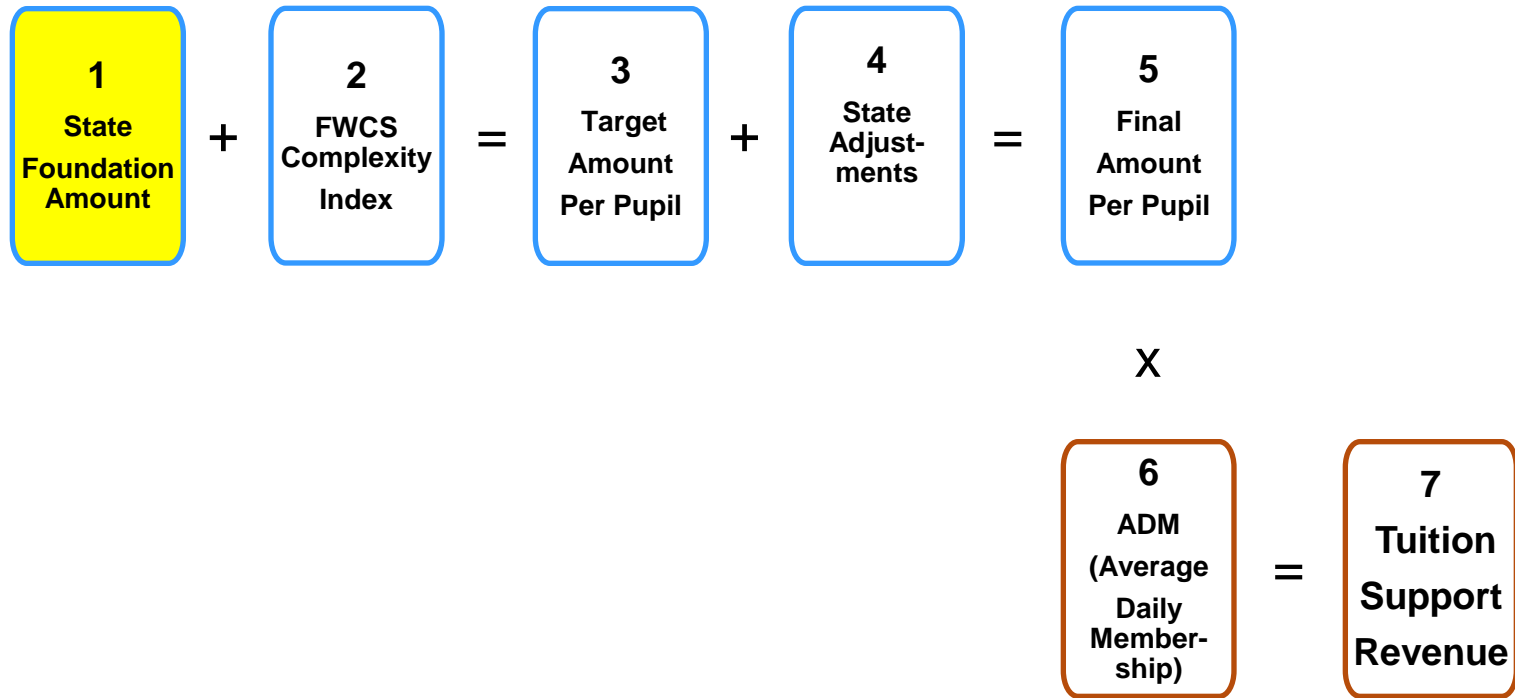 1
State
Foundation
Amount
+
2
FWCS
Complexity
Index
=
3
Target
Amount
Per Pupil
+
4
State
Adjust-
ments
=
5
Final
Amount
Per Pupil
x
6
ADM
(Average
Daily
Member-
ship)
=
7
Tuition
Support
Revenue